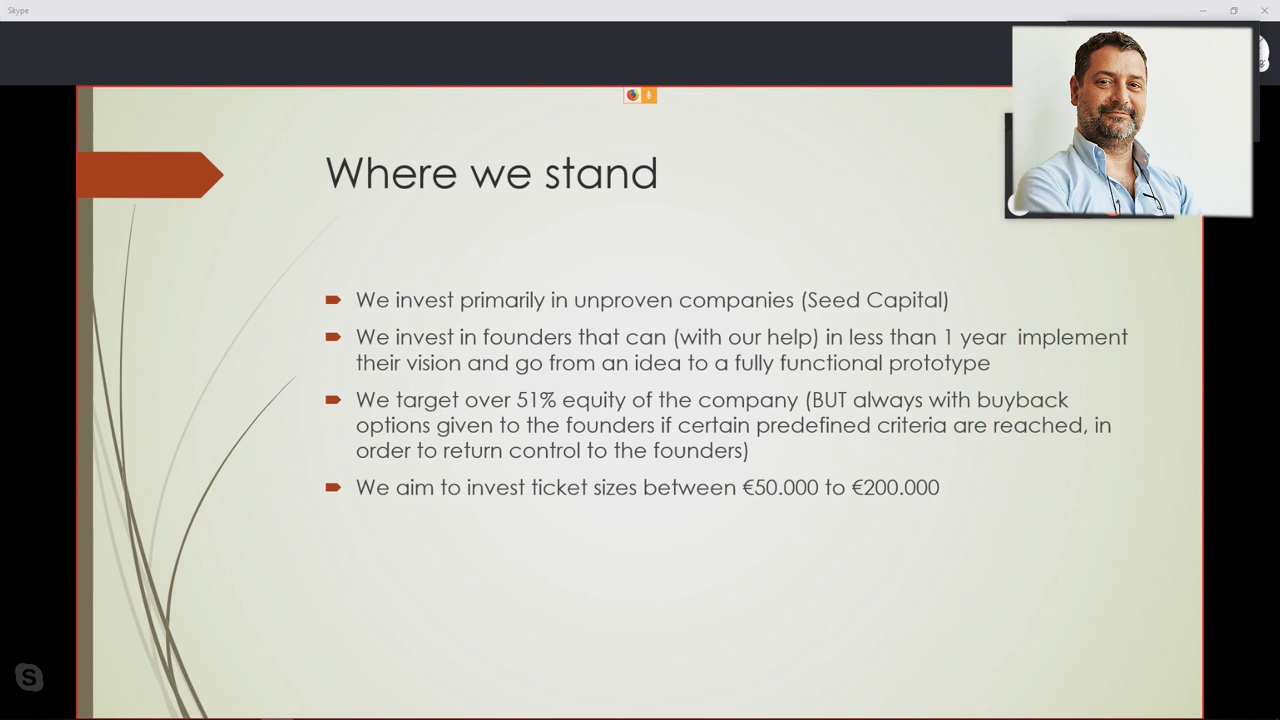 Skype
Where we stand
We invest primarily in unproven companies (Seed Capital)
We invest in founders that can (with our help) in less than 1 year  implement
their vision and go from an idea to a fully functional prototype
We target over 51% equity of the company (BUT always with buyback
options given to the founders if certain predefined criteria are reached, in
order to return control to the founders)
We aim to invest ticket sizes between €50.000 to €200.000